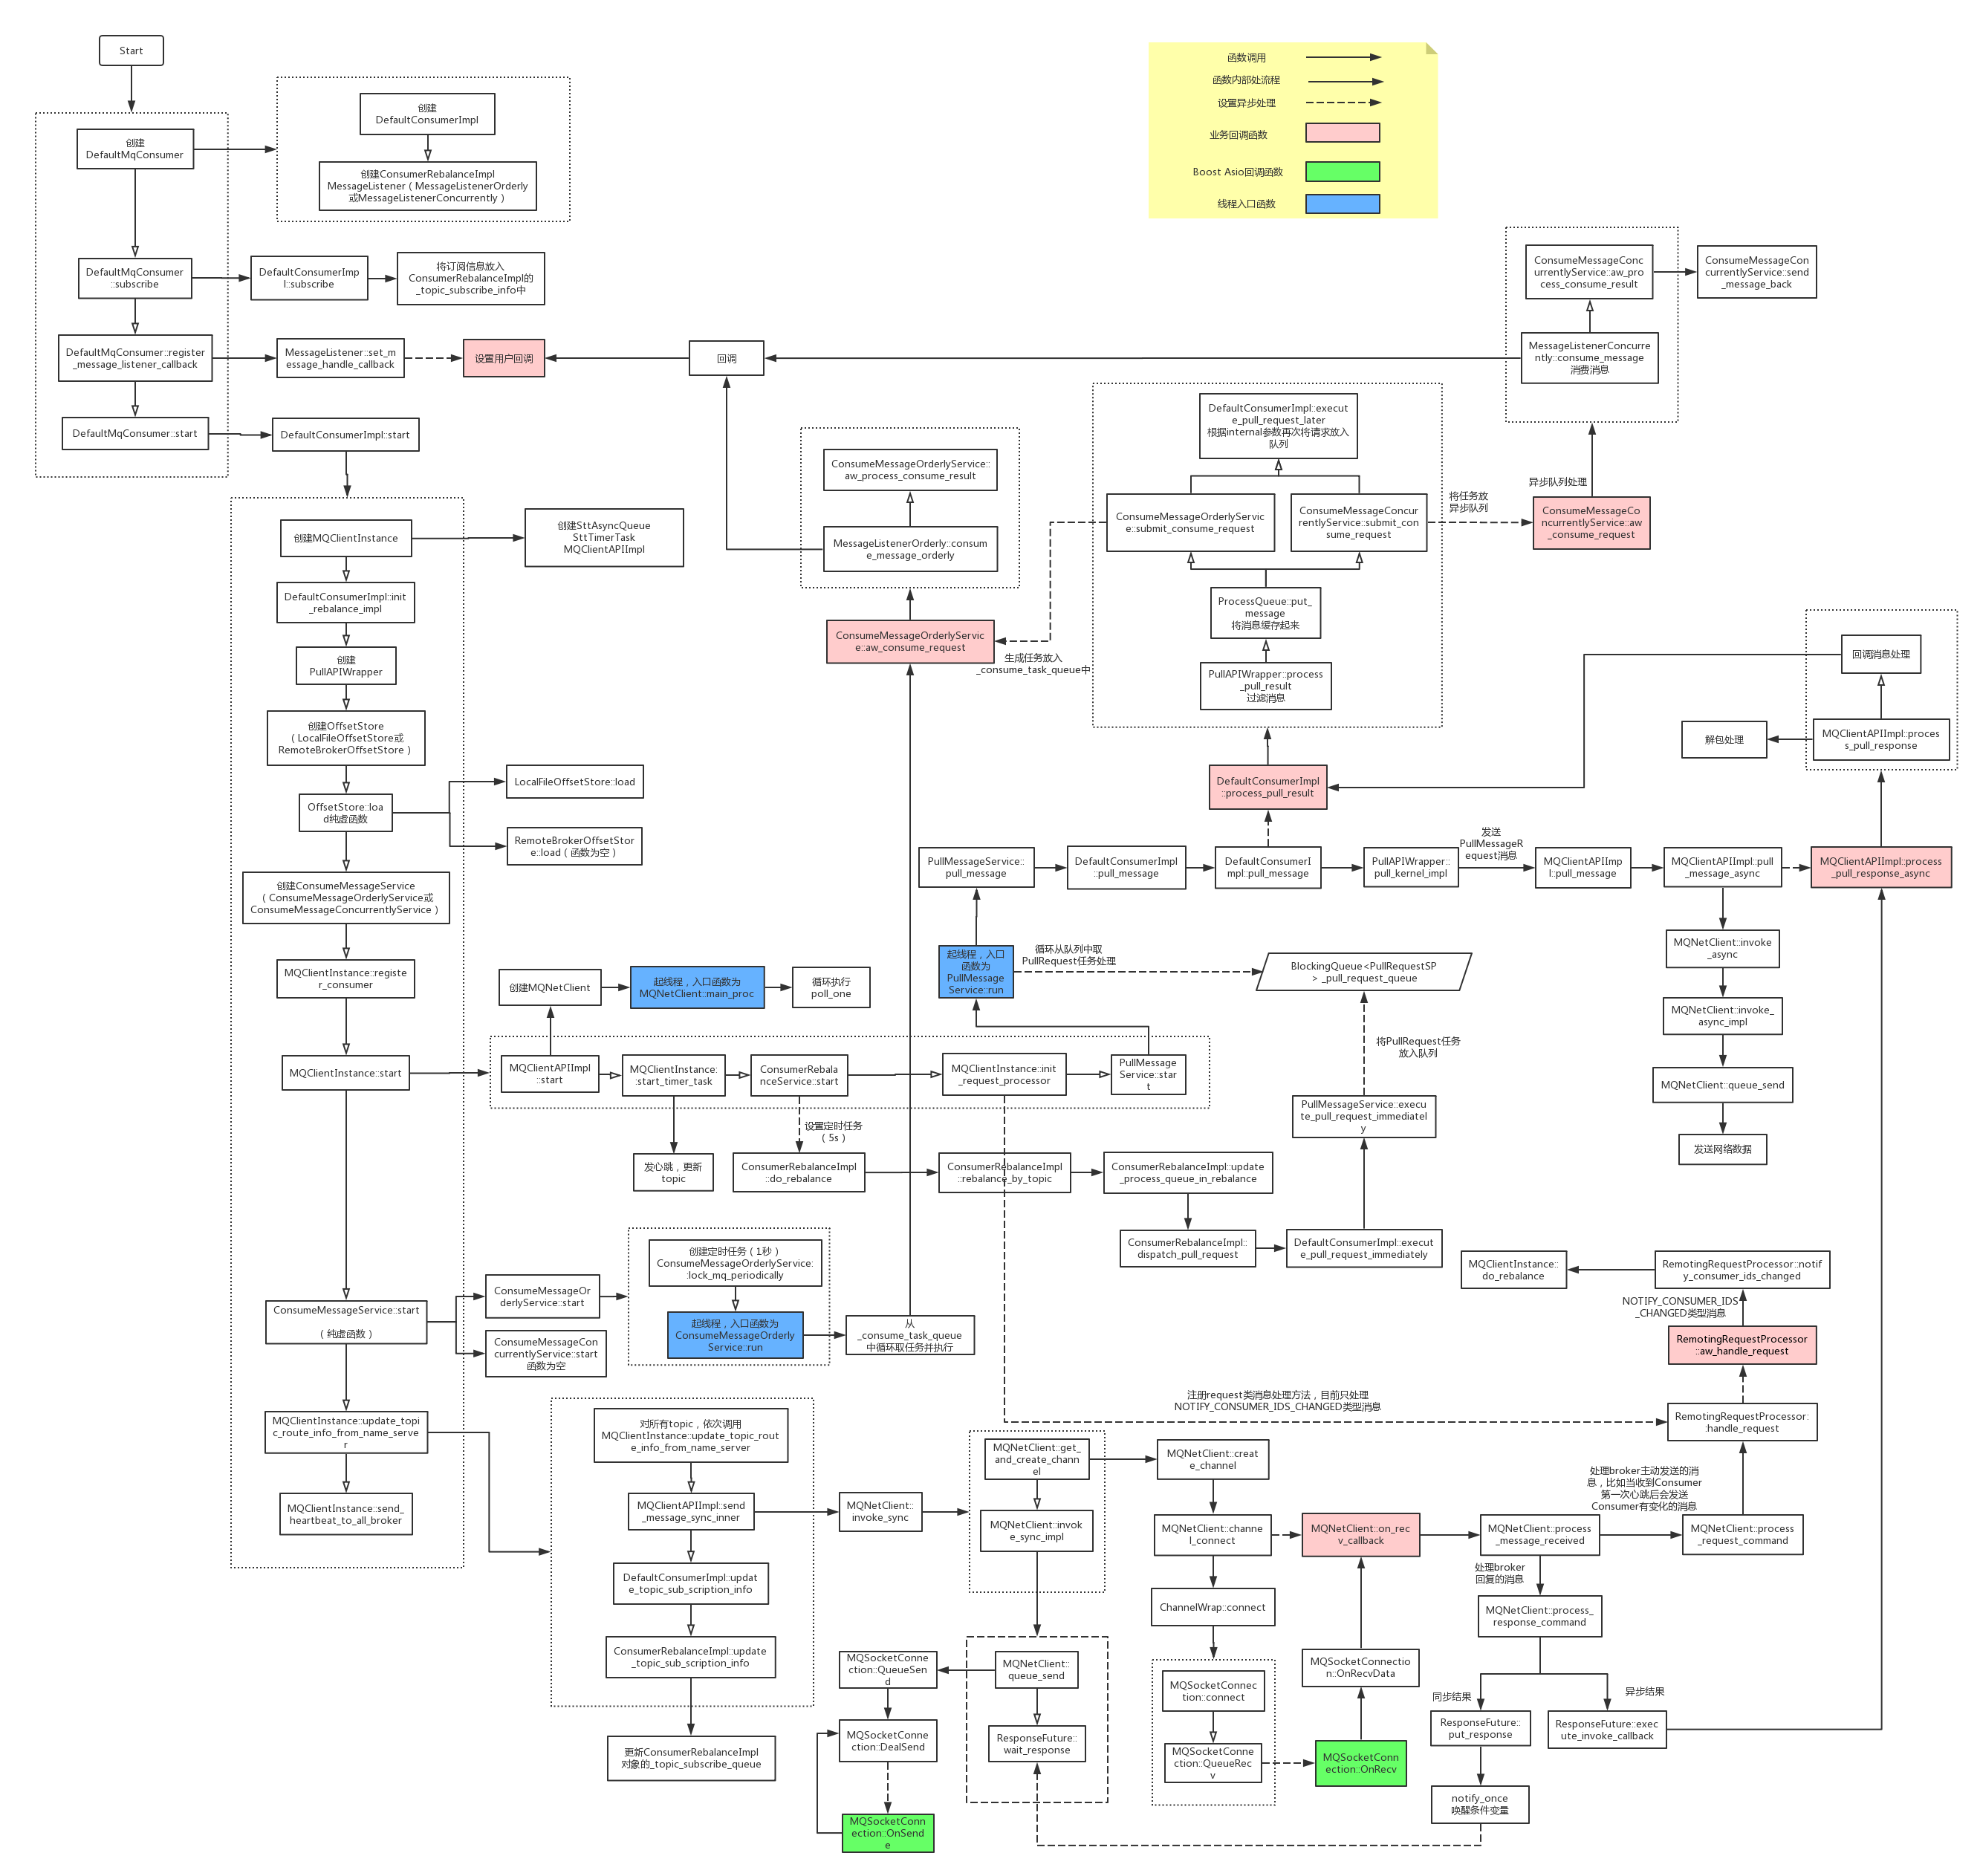 Start
创建
DefaultMqConsumer
DefaultMqConsumer
::subscribe
DefaultMqConsumer::register
_message_listener_callback
DefaultMqConsumer::start
创建
DefaultConsumerImpl
创建ConsumerRebalanceImpl
MessageListener（MessageListenerOrderly
或MessageListenerConcurrently）
DefaultConsumerImp
l::subscribe
将订阅信息放入
ConsumerRebalanceImpl的
_topic_subscribe_info中
MessageListener::set_m
essage_handle_callback
设置用户回调
回调
DefaultConsumerImpl::start
函数调用
函数内部处流程
设置异步处理
业务回调函数
Boost Asio回调函数
线程入口函数
ConsumeMessageConc
urrentlyService::aw_pro
cess_consume_result
ConsumeMessageCon
currentlyService::send
_message_back
MessageListenerConcurre
ntly::consume_message
消费消息
异步队列处理
ConsumeMessageCo
ncurrentlyService::aw
_consume_request
将任务放
异步队列
DefaultConsumerImpl::execut
e_pull_request_later
根据internal参数再次将请求放入
队列
ConsumeMessageOrderlyServic
e::submit_consume_request
ConsumeMessageConcur
rentlyService::submit_con
sume_request
ProcessQueue::put_
message
将消息缓存起来
PullAPIWrapper::process
_pull_result
过滤消息
ConsumeMessageOrderlyService::
aw_process_consume_result
MessageListenerOrderly::consum
e_message_orderly
ConsumeMessageOrderlyServic
e::aw_consume_request
生成任务放入
_consume_task_queue中
创建MQClientInstance
创建SttAsyncQueue
SttTimerTask
MQClientAPIImpl
DefaultConsumerImpl::init
_rebalance_impl
创建
PullAPIWrapper
创建OffsetStore
（LocalFileOffsetStore或
RemoteBrokerOffsetStore）
OffsetStore::loa
d纯虚函数
LocalFileOffsetStore::load
RemoteBrokerOffsetStor
e::load（函数为空）
创建ConsumeMessageService
（ConsumeMessageOrderlyService或
ConsumeMessageConcurrentlyService）
MQClientInstance::registe
r_consumer
MQClientInstance::start
ConsumeMessageService::start
（纯虚函数）
MQClientInstance::update_topi
c_route_info_from_name_serve
r
MQClientInstance::send_
heartbeat_to_all_broker
回调消息处理
MQClientAPIImpl::proces
s_pull_response
解包处理
DefaultConsumerImpl
::process_pull_result
PullMessageService::
pull_message
DefaultConsumerImpl
::pull_message
DefaultConsumerI
mpl::pull_message
PullAPIWrapper::
pull_kernel_impl
发送
PullMessageR
equest消息
MQClientAPIImp
l::pull_message
MQClientAPIImpl::pull
_message_async
MQClientAPIImpl::process
_pull_response_async
MQNetClient::invoke
_async
MQNetClient::invoke_
async_impl
MQNetClient::queue_send
发送网络数据
起线程，入口
函数为
PullMessage
Service::run
循环从队列中取
PullRequest任务处理
BlockingQueue<PullRequestSP
> _pull_request_queue
将PullRequest任务
放入队列
PullMessageService::execu
te_pull_request_immediatel
y
创建MQNetClient
起线程，入口函数为
MQNetClient::main_proc
循环执行
poll_one
MQClientAPIImpl
::start
MQClientInstance:
:start_timer_task
ConsumerRebala
nceService::start
MQClientInstance::init
_request_processor
PullMessage
Service::star
t
设置定时任务
（5s）
发心跳，更新
topic
ConsumerRebalanceImpl
::do_rebalance
ConsumerRebalanceImpl
::rebalance_by_topic
ConsumerRebalanceImpl::update
_process_queue_in_rebalance
ConsumerRebalanceImpl::
dispatch_pull_request
DefaultConsumerImpl::execut
e_pull_request_immediately
ConsumeMessageOr
derlyService::start
ConsumeMessageCon
currentlyService::start
函数为空
创建定时任务（1秒）
ConsumeMessageOrderlyService:
:lock_mq_periodically
起线程，入口函数为
ConsumeMessageOrderly
Service::run
从
_consume_task_queue
中循环取任务并执行
MQClientInstance::
do_rebalance
RemotingRequestProcessor::notif
y_consumer_ids_changed
NOTIFY_CONSUMER_IDS
_CHANGED类型消息
RemotingRequestProcessor
::aw_handle_request
注册request类消息处理方法，目前只处理
NOTIFY_CONSUMER_IDS_CHANGED类型消息
RemotingRequestProcessor:
:handle_request
处理broker主动发送的消
息，比如当收到Consumer
第一次心跳后会发送
Consumer有变化的消息
对所有topic，依次调用
MQClientInstance::update_topic_rout
e_info_from_name_server
MQClientAPIImpl::send
_message_sync_inner
DefaultConsumerImpl::updat
e_topic_sub_scription_info
ConsumerRebalanceImpl::update
_topic_sub_scription_info
更新ConsumerRebalanceImpl
对象的_topic_subscribe_queue
MQNetClient::
invoke_sync
MQNetClient::get_
and_create_chann
el
MQNetClient::invok
e_sync_impl
MQNetClient::creat
e_channel
MQNetClient::channe
l_connect
MQNetClient::on_rec
v_callback
MQNetClient::process
_message_received
MQNetClient::process
_request_command
处理broker
回复的消息
MQNetClient::process_
response_command
ChannelWrap::connect
MQSocketConnec
tion::connect
MQSocketConne
ction::QueueRec
v
MQSocketConnectio
n::OnRecvData
MQSocketConn
ection::OnRecv
同步结果
异步结果
ResponseFuture::
put_response
ResponseFuture::exec
ute_invoke_callback
notify_once
唤醒条件变量
MQSocketConne
ction::QueueSen
d
MQNetClient::
queue_send
MQSocketConne
ction::DealSend
ResponseFuture::
wait_response
MQSocketConn
ection::OnSend
e